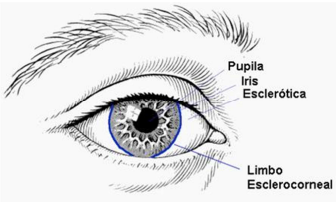 Pupila
Iris
Esclerótica
Limbo
Esclerocorneal